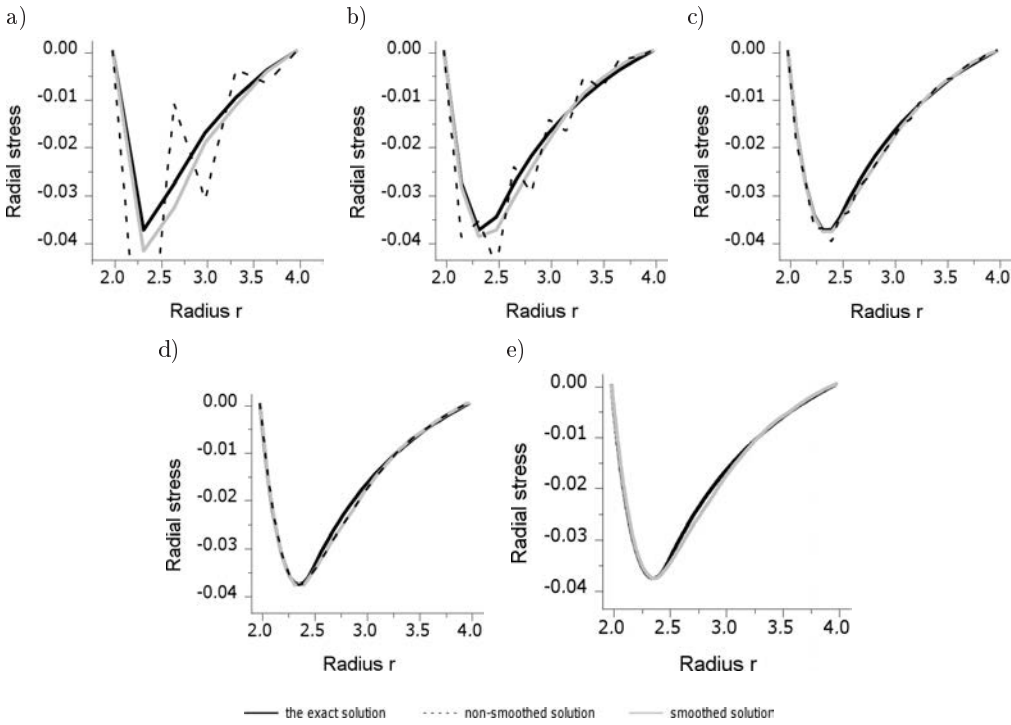 a)
0.00
-0.01
-0.02
-0.03
-0.04
Radial stress
2.0 2.5 3.0 3.5 4.0
Radius r
b)
0.00
-0.01
-0.02
-0.03
-0.04
Radial stress
2.0 2.5 3.0 3.5 4.0
Radius r
c)
0.00
-0.01
-0.02
-0.03
-0.04
Radial stress
2.0 2.5 3.0 3.5 4.0
Radius r
d)
0.00
-0.01
-0.02
-0.03
-0.04
Radial stress
2.0 2.5 3.0 3.5 4.0
Radius r
e)
0.00
-0.01
-0.02
-0.03
-0.04
Radial stress
2.0 2.5 3.0 3.5 4.0
Radius r
the exact solution non-smoothed solution smoothed solution